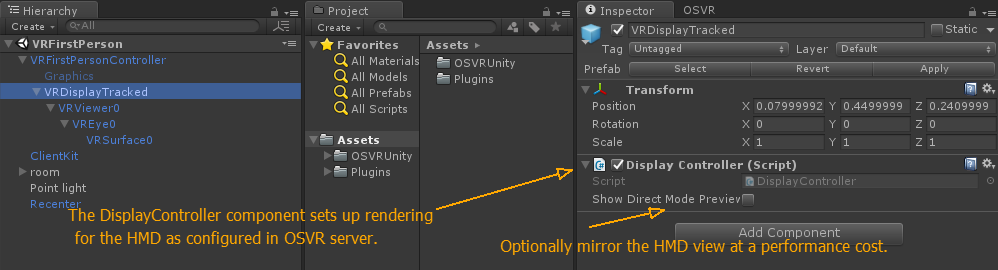 Hierarchy
Create
All
VRFirstPerson
VRFirstPersonController
Graphics
VRDisplayTracked
VRViewer0
VREye0
VRSurface0
ClientKit
room
Point light
Recenter
Project
Create
Favorites
All Materials
All Models
All Prefabs
All Scripts
Assets
OSVRUnity
Plugins
Assets
OSVRUnity
Plugins
Inspector OSVR
VRDisplayTracked Static
Tag Untagged Layer Default
Prefab Select Revert Apply
Transform
Position X 0.07999992 Y 0.4499999 Z 0.2409999
Rotation X 0 Y 0 Z 0
Scale X 1 Y 1 Z 1
Display Controller (Script)
Script DisplayController
Show Direct Mode Preview
Add Component
The DisplayController component sets up rendering
for the HMD as configured in OSVR server.
Optionally mirror the HMD view at a performance cost.